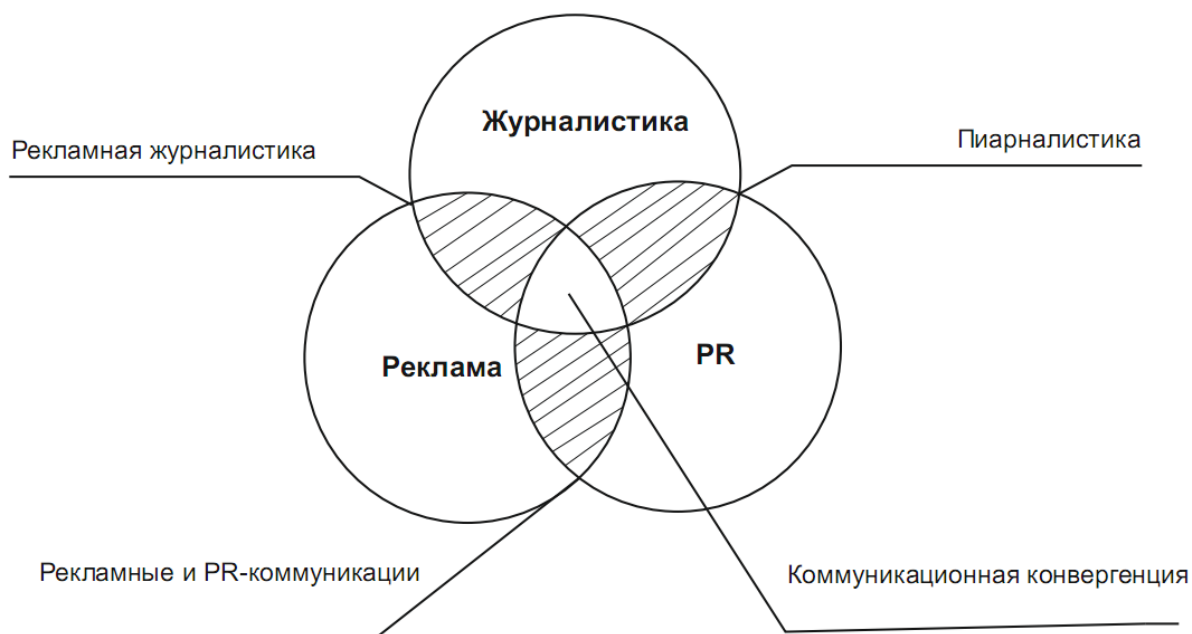 Журналистика
Рекламная журналистика
Пиарналистика
Реклама
PR
Рекламные и PR-коммуникации
Коммуникационная конвергенция